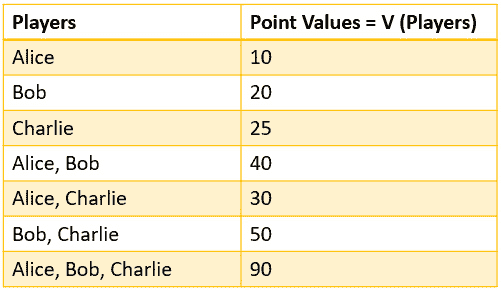 Players Point Values = V (Players)
Alice 10
Bob 20
Charlie 25
Alice, Bob 40
Alice, Charlie 30
Bob, Charlie 50
Alice, Bob, Charlie 90